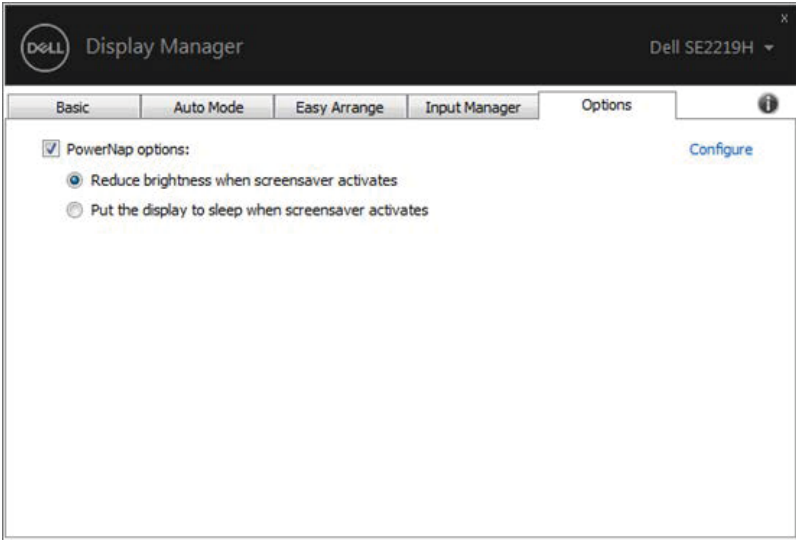 x
DELL Display Manager Dell SE2219H
Basic Auto Mode Easy Arrange Input Manager Options i
PowerNap options: Configure
Reduce brightness when screensaver activates
Put the display to sleep when screensaver activates